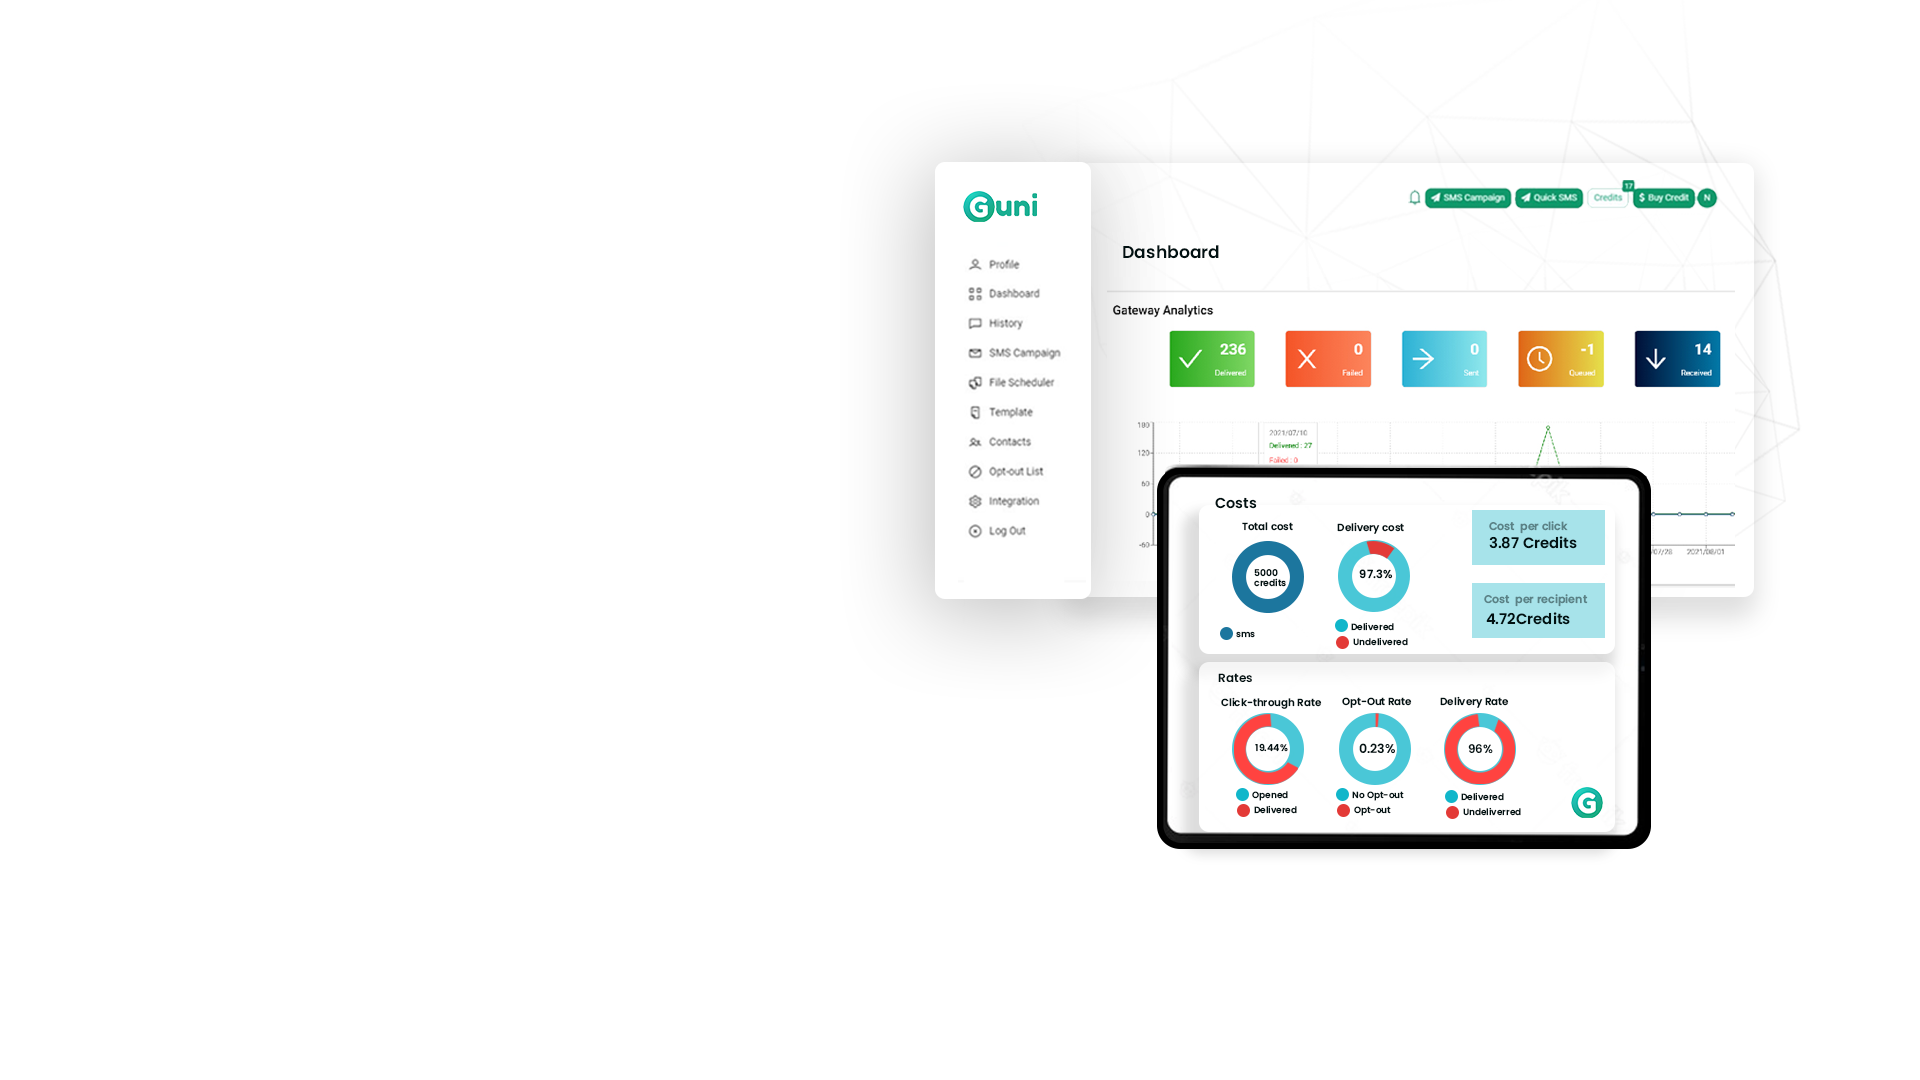 Guni
Profile
Dashboard
History
SMS Campaign
File Scheduler
Template
Contacts
Opt-out List
Integration
Log Out
SMS Campaign
Quick SMS
Credits
17
$ Buy Credit
N
Dashboard
Gateway Analytics
236
Delivered
0
Failed
0
Sent
-1
Queued
14
Received
180
120
60
0
-60
2021/07/10
Delivered : 27
Failed : 0
/07/28
2021/08/01
Costs
Total cost
5000
credits
sms
Delivery cost
97.3%
Delivered
Undelivered
Cost per click
3.87 Credits
Cost per recipient
4.72Credits
Rates
Click-through Rate
19.44%
Opened
Delivered
Opt-Out Rate
0.23%
No Opt-out
Opt-out
Delivery Rate
96%
Delivered
Undeliverred
G